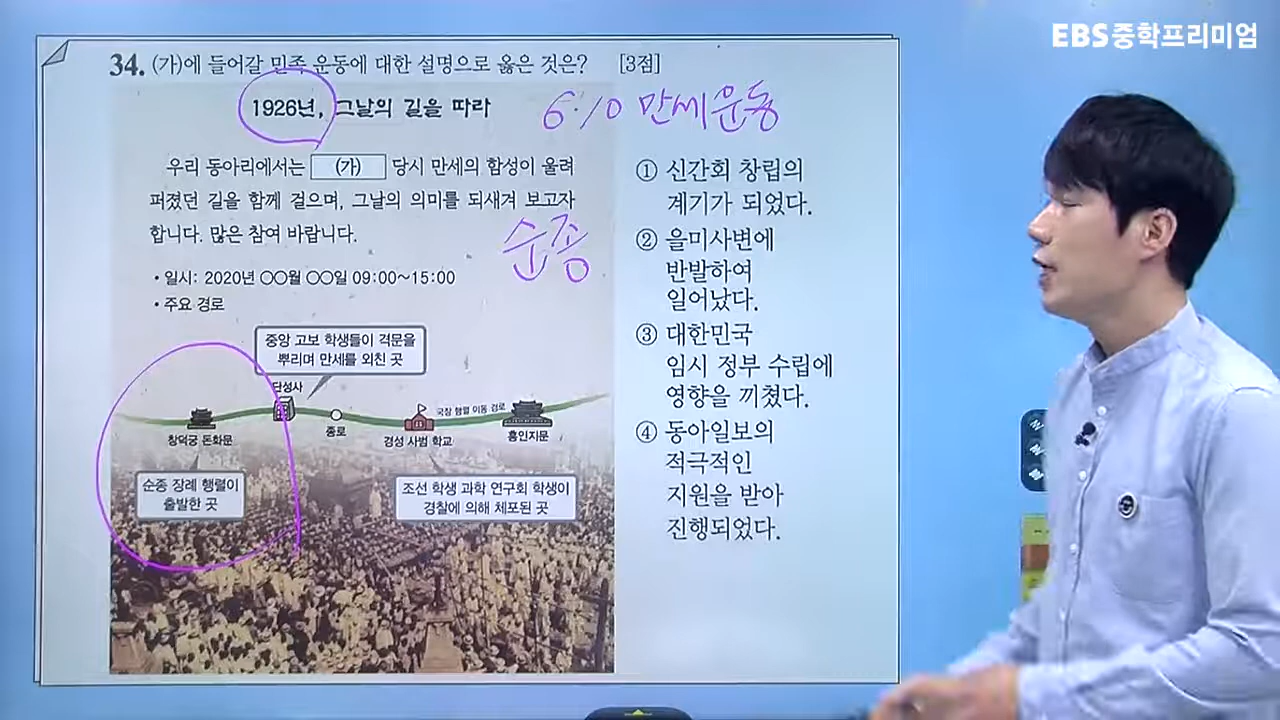 EBS 중학프리미엄
34. (가)에 들어갈 민족 운동에 대한 설명으로 옳은 것은? [3점]
1926년, 그날의 길을 따라
6·10 만세운동
우리 동아리에서는 (가) 당시 만세의 함성이 울려
퍼졌던 길을 함께 걸으며, 그날의 의미를 되새겨 보고자
합니다. 많은 참여 바랍니다.
순종
• 일시: 2020년 ○○월 ○○일 09:00~15:00
• 주요 경로
중앙 고보 학생들이 격문을
뿌리며 만세를 외친 곳
단성사
창덕궁 돈화문
종로
경성 사범 학교
국장 행렬 이동 경로
흥인지문
순종 장례 행렬이
출발한 곳
조선 학생 과학 연구회 학생이
경찰에 의해 체포된 곳
① 신간회 창립의
계기가 되었다.
② 을미사변에
반발하여
일어났다.
③ 대한민국
임시 정부 수립에
영향을 끼쳤다.
④ 동아일보의
적극적인
지원을 받아
진행되었다.